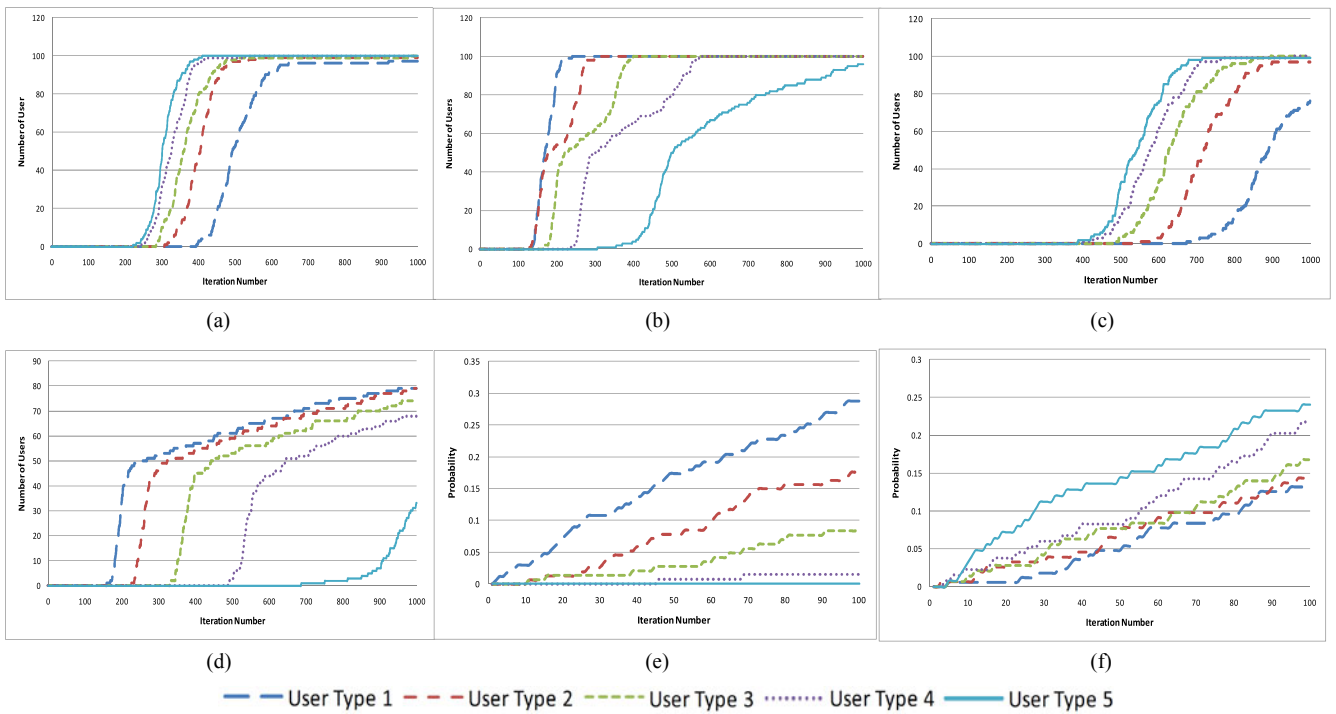 120
100
80
60
40
20
0
Number of User
0 100 200 300 400 500 600 700 800 900 1000
Iteration Number
(a)
120
100
80
60
40
20
0
Number of Users
0 100 200 300 400 500 600 700 800 900 1000
Iteration Number
(b)
120
100
80
60
40
20
0
Number of Users
0 100 200 300 400 500 600 700 800 900 1000
Iteration Number
(c)
90
80
70
60
50
40
30
20
10
0
Number of Users
0 100 200 300 400 500 600 700 800 900 1000
Iteration Number
(d)
0.35
0.3
0.25
0.2
0.15
0.1
0.05
0
Probability
0 10 20 30 40 50 60 70 80 90 100
Iteration Number
(e)
0.3
0.25
0.2
0.15
0.1
0.05
0
Probability
0 10 20 30 40 50 60 70 80 90 100
Iteration Number
(f)
User Type 1 User Type 2 User Type 3 User Type 4 User Type 5